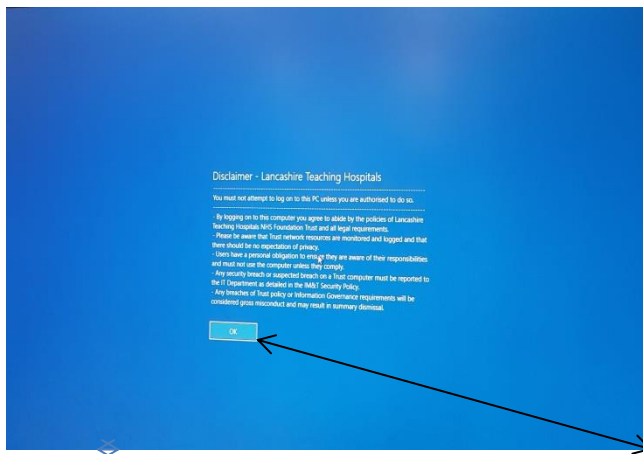 Disclaimer - Lancashire Teaching Hospitals
You must not attempt to log on to this PC unless you are authorised to do so.
- By logging on to this computer you agree to abide by the policies of Lancashire
Teaching Hospitals NHS Foundation Trust and all legal requirements.
- Please be aware that Trust network resources are monitored and logged and that
there should be no expectation of privacy.
- Users have a personal obligation to ensure they are aware of their responsibilities
and must not use the computer unless they comply.
- Any security breach or suspected breach on a Trust computer must be reported to
the IT Department as detailed in the IM&T Security Policy.
- Any breaches of Trust policy or Information Governance requirements will be
considered gross misconduct and may result in summary dismissal.
OK